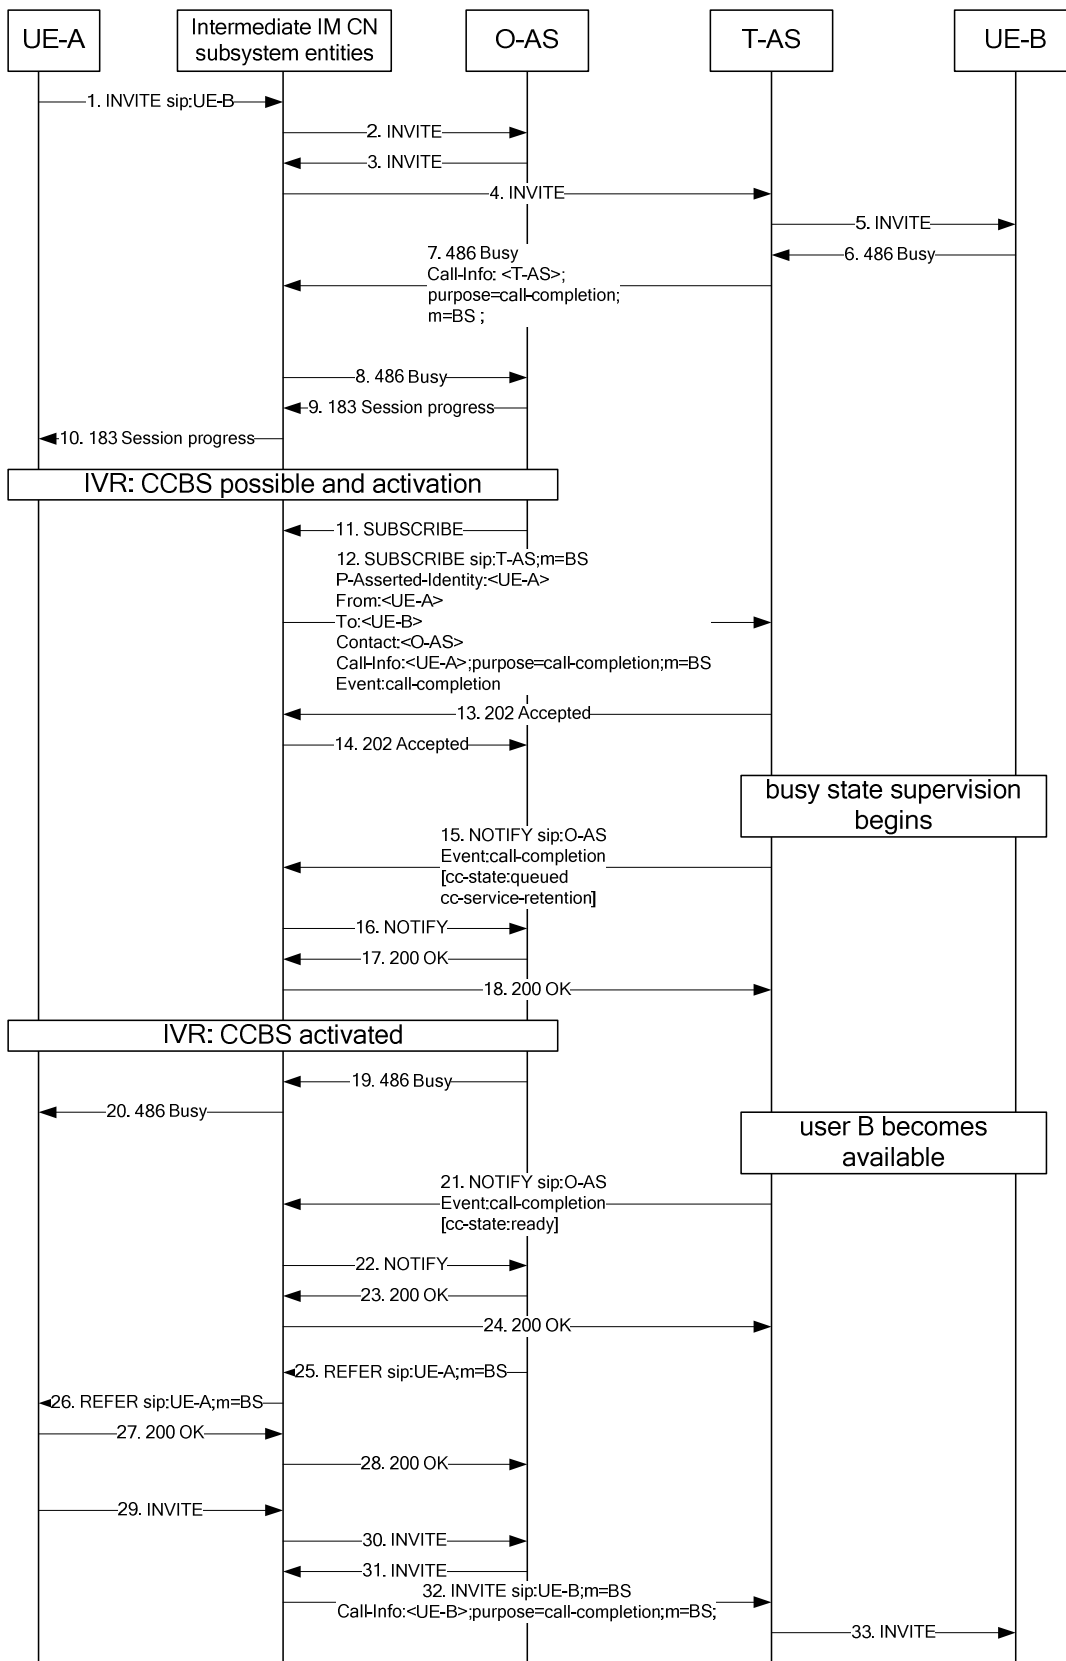 UE-A
Intermediate IM CN
subsystem entities
O-AS
T-AS
UE-B
1. INVITE sip:UE-B
2. INVITE
3. INVITE
4. INVITE
5. INVITE
6. 486 Busy
7. 486 Busy
Call-Info: <T-AS>;
purpose=call-completion;
m=BS ;
8. 486 Busy
9. 183 Session progress
10. 183 Session progress
IVR: CCBS possible and activation
11. SUBSCRIBE
12. SUBSCRIBE sip:T-AS;m=BS
P-Asserted-Identity:<UE-A>
From:<UE-A>
To:<UE-B>
Contact:<O-AS>
Call-Info:<UE-A>;purpose=call-completion;m=BS
Event:call-completion
13. 202 Accepted
14. 202 Accepted
busy state supervision
begins
15. NOTIFY sip:O-AS
Event:call-completion
[cc-state:queued
cc-service-retention]
16. NOTIFY
17. 200 OK
18. 200 OK
IVR: CCBS activated
19. 486 Busy
20. 486 Busy
user B becomes
available
21. NOTIFY sip:O-AS
Event:call-completion
[cc-state:ready]
22. NOTIFY
23. 200 OK
24. 200 OK
25. REFER sip:UE-A;m=BS
26. REFER sip:UE-A;m=BS
27. 200 OK
28. 200 OK
29. INVITE
30. INVITE
31. INVITE
32. INVITE sip:UE-B;m=BS
Call-Info:<UE-B>;purpose=call-completion;m=BS;
33. INVITE